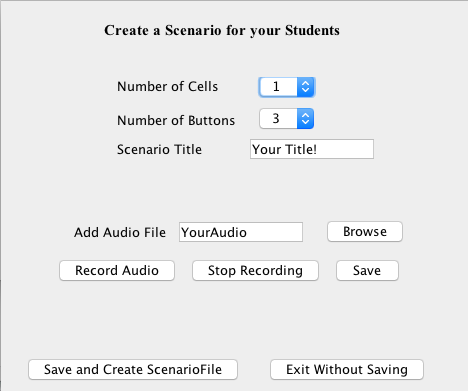 Create a Scenario for your Students
Number of Cells 1
Number of Buttons 3
Scenario Title Your Title!
Add Audio File YourAudio Browse
Record Audio Stop Recording Save
Save and Create ScenarioFile Exit Without Saving